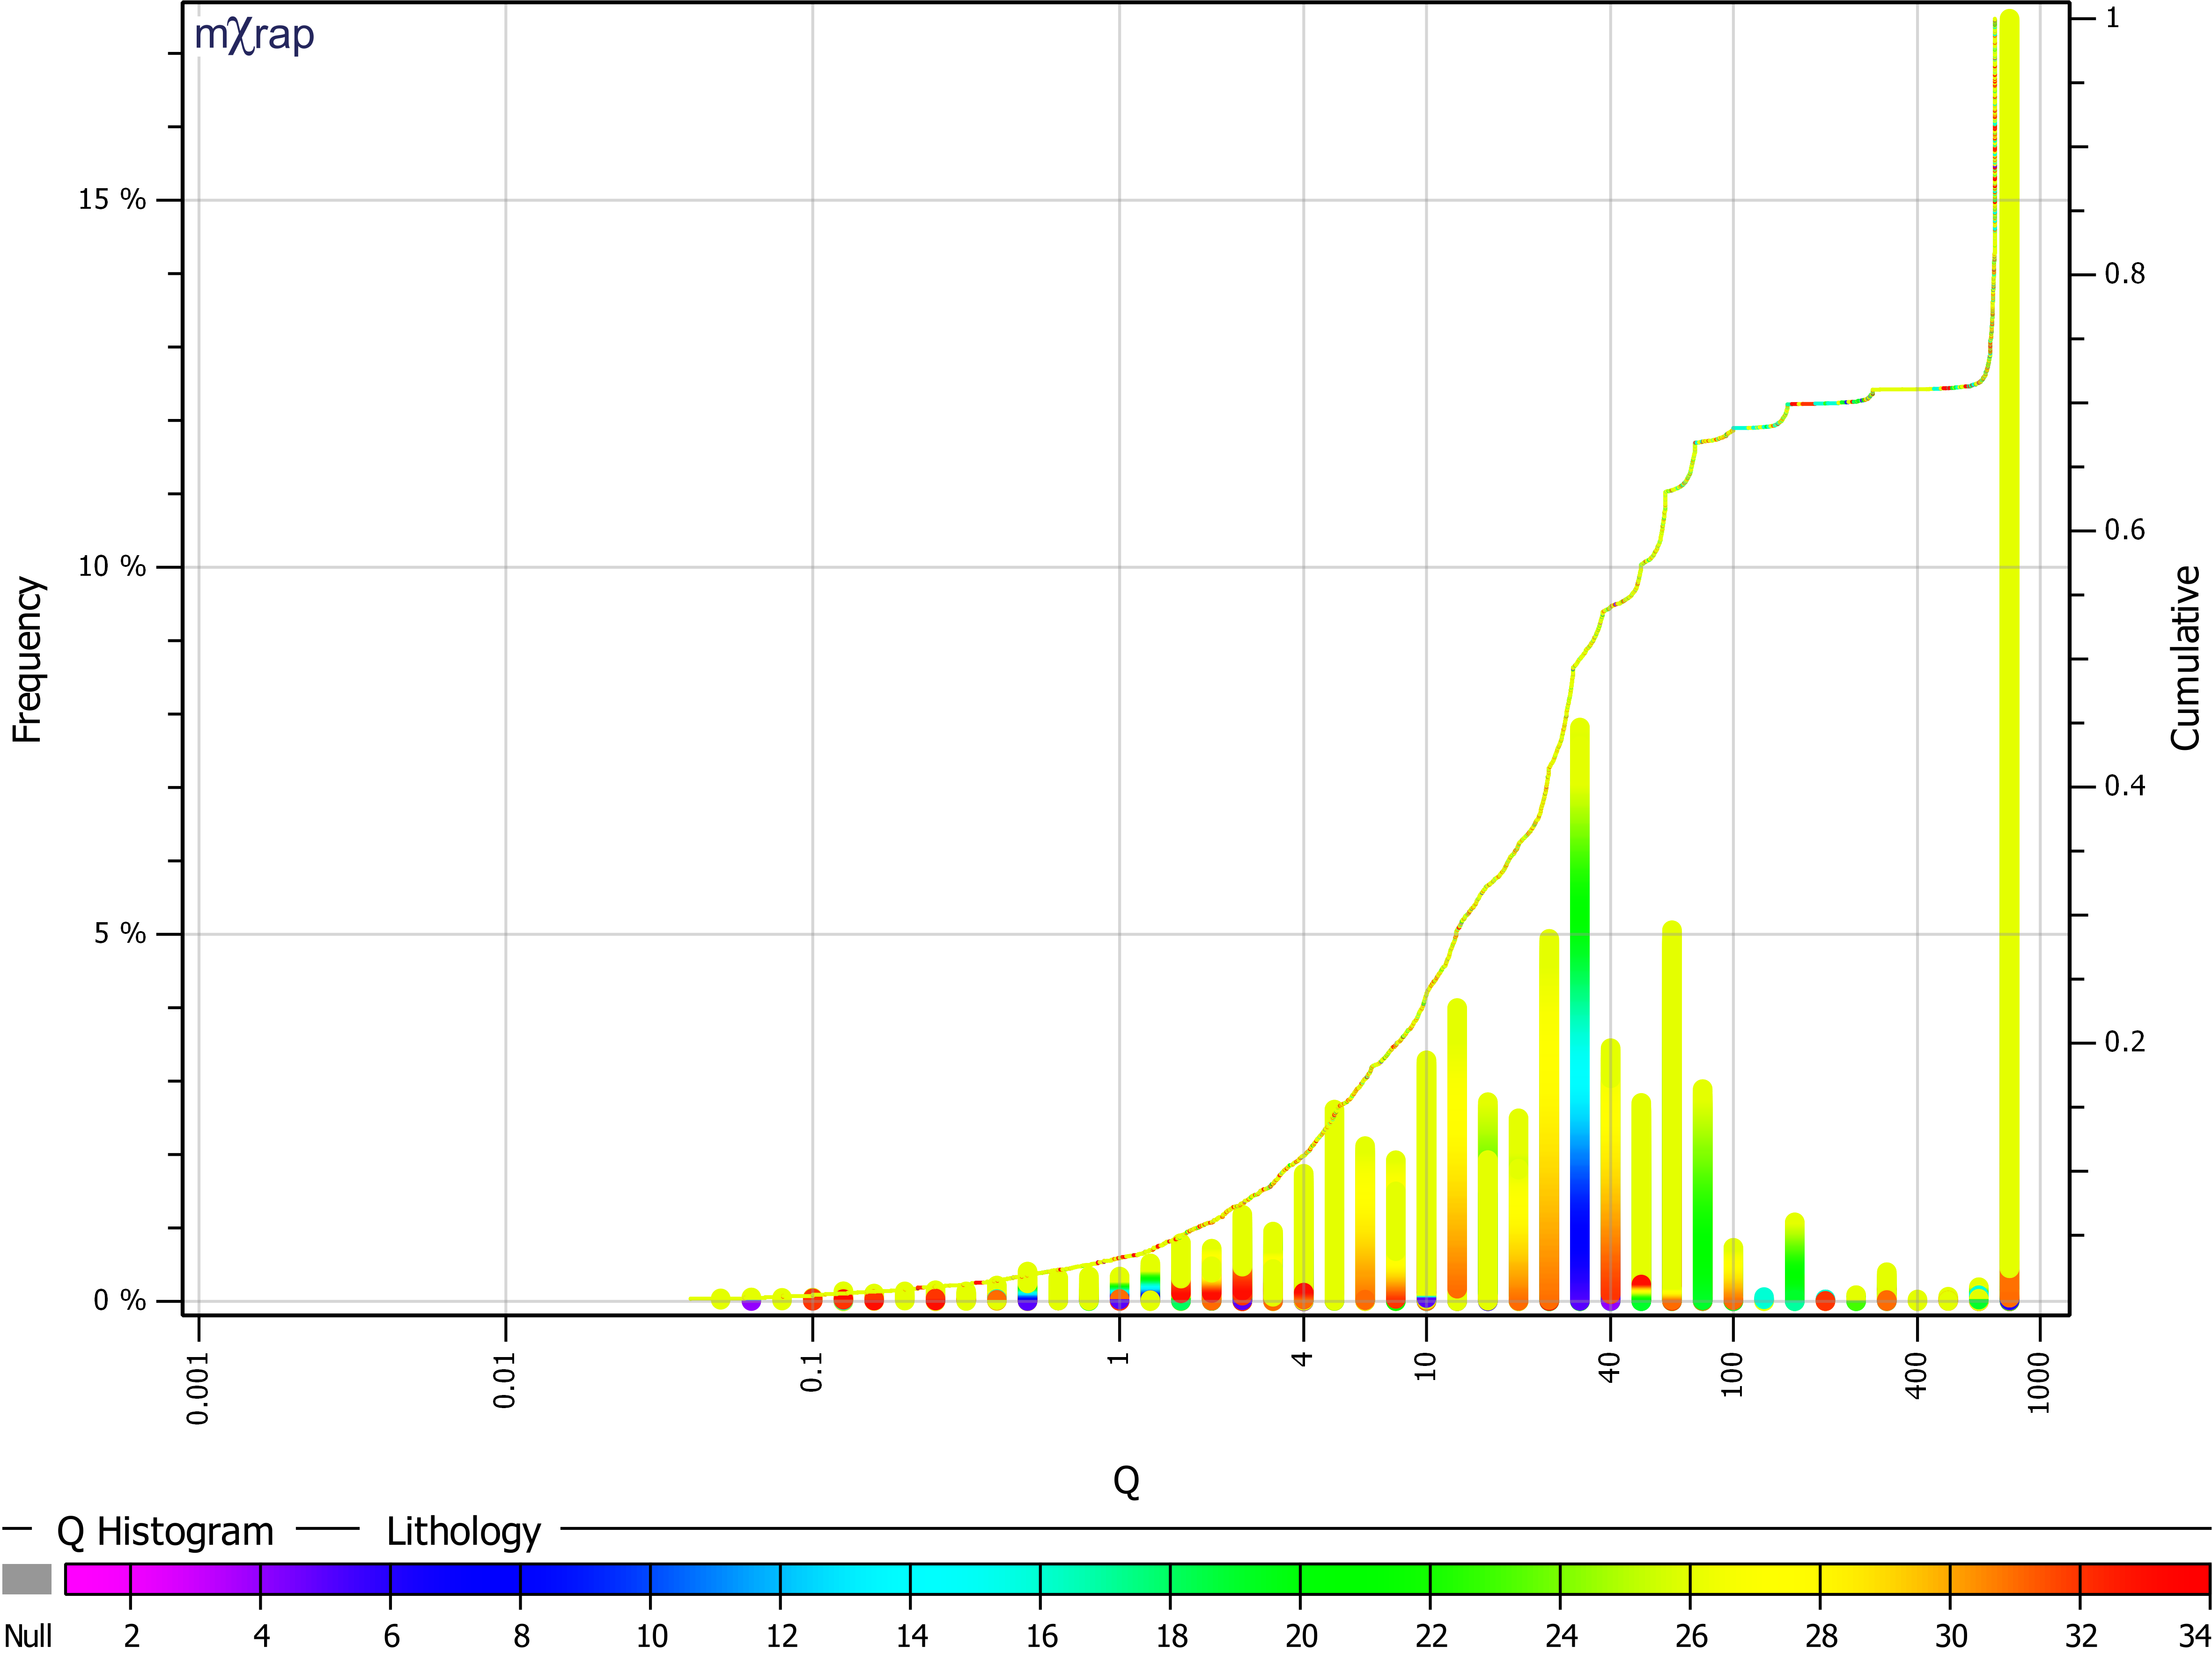 mχrap
1
15 %
0.8
10 %
0.6
Frequency
Cumulative
0.4
5 %
0.2
0 %
0.001
0.01
0.1
1
4
10
40
100
400
1000
Q
Q Histogram
Lithology
Null 2 4 6 8 10 12 14 16 18 20 22 24 26 28 30 32 34